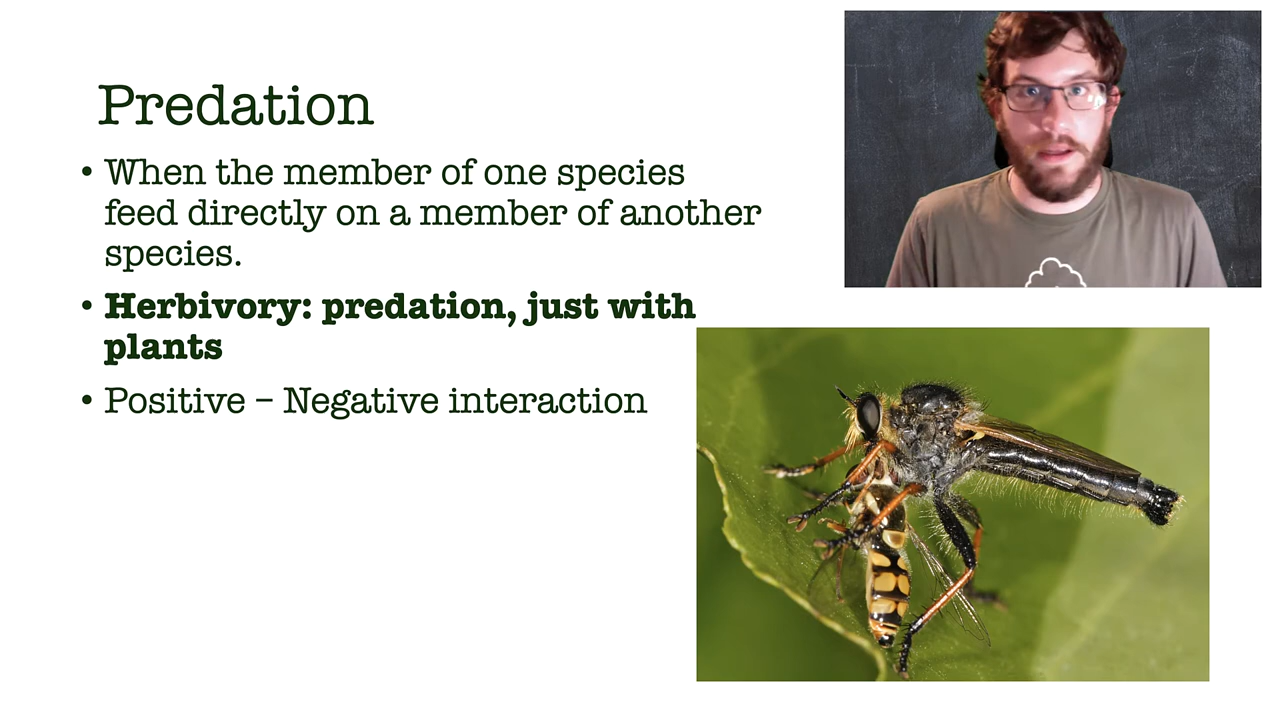 Predation
• When the member of one species
feed directly on a member of another
species.
• Herbivory: predation, just with
plants
• Positive – Negative interaction